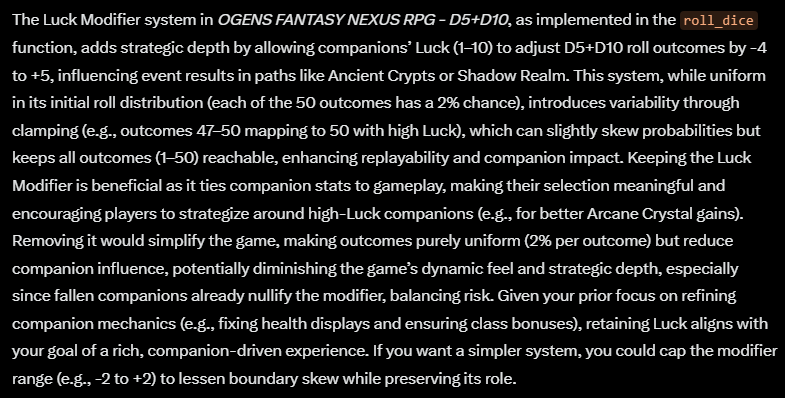 The Luck Modifier system in OGENS FANTASY NEXUS RPG - D5+D10, as implemented in the roll_dice
function, adds strategic depth by allowing companions’ Luck (1–10) to adjust D5+D10 roll outcomes by -4
to +5, influencing event results in paths like Ancient Crypts or Shadow Realm. This system, while uniform
in its initial roll distribution (each of the 50 outcomes has a 2% chance), introduces variability through
clamping (e.g., outcomes 47–50 mapping to 50 with high Luck), which can slightly skew probabilities but
keeps all outcomes (1–50) reachable, enhancing replayability and companion impact. Keeping the Luck
Modifier is beneficial as it ties companion stats to gameplay, making their selection meaningful and
encouraging players to strategize around high-Luck companions (e.g., for better Arcane Crystal gains).
Removing it would simplify the game, making outcomes purely uniform (2% per outcome) but reduce
companion influence, potentially diminishing the game’s dynamic feel and strategic depth, especially
since fallen companions already nullify the modifier, balancing risk. Given your prior focus on refining
companion mechanics (e.g., fixing health displays and ensuring class bonuses), retaining Luck aligns with
your goal of a rich, companion-driven experience. If you want a simpler system, you could cap the modifier
range (e.g., -2 to +2) to lessen boundary skew while preserving its role.